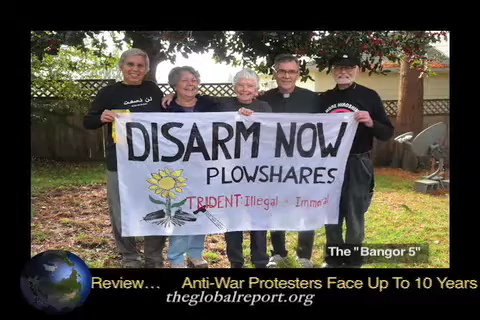 DISARM NOW
PLOWSHARES
TRIDENT: Illegal - Immoral
The "Bangor 5"
Review... Anti-War Protesters Face Up To 10 Years
theglobalreport.org